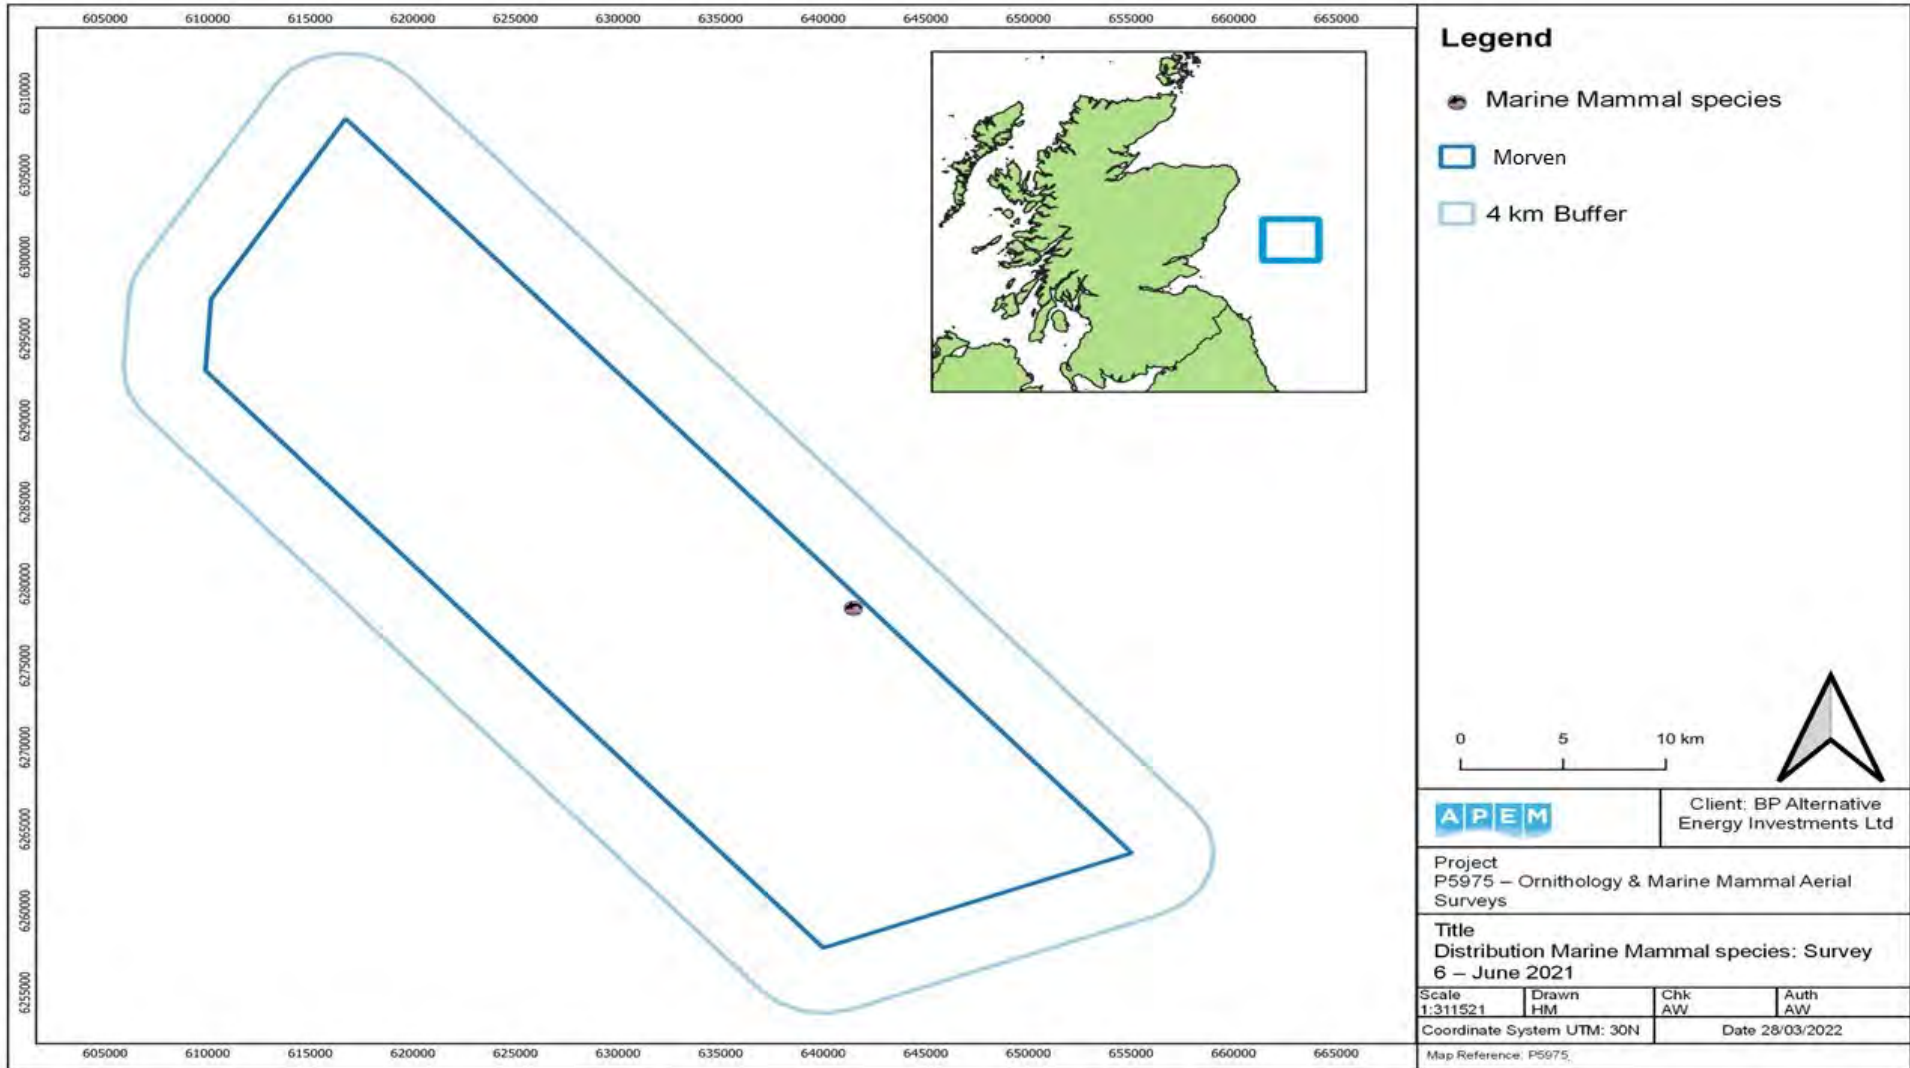 605000 610000 615000 620000 625000 630000 635000 640000 645000 650000 655000 660000 665000
6310000
6305000
6300000
6295000
6290000
6285000
6280000
6275000
6270000
6265000
6260000
6255000
605000 610000 615000 620000 625000 630000 635000 640000 645000 650000 655000 660000 665000
Legend
Marine Mammal species
Morven
4 km Buffer
0 5 10 km
APEM
Client: BP Alternative
Energy Investments Ltd
Project
P5975 – Ornithology & Marine Mammal Aerial
Surveys
Title
Distribution Marine Mammal species: Survey
6 – June 2021
Scale
1:311521
Drawn
HM
Chk
AW
Auth
AW
Coordinate System UTM: 30N
Date 28/03/2022
Map Reference: P5975